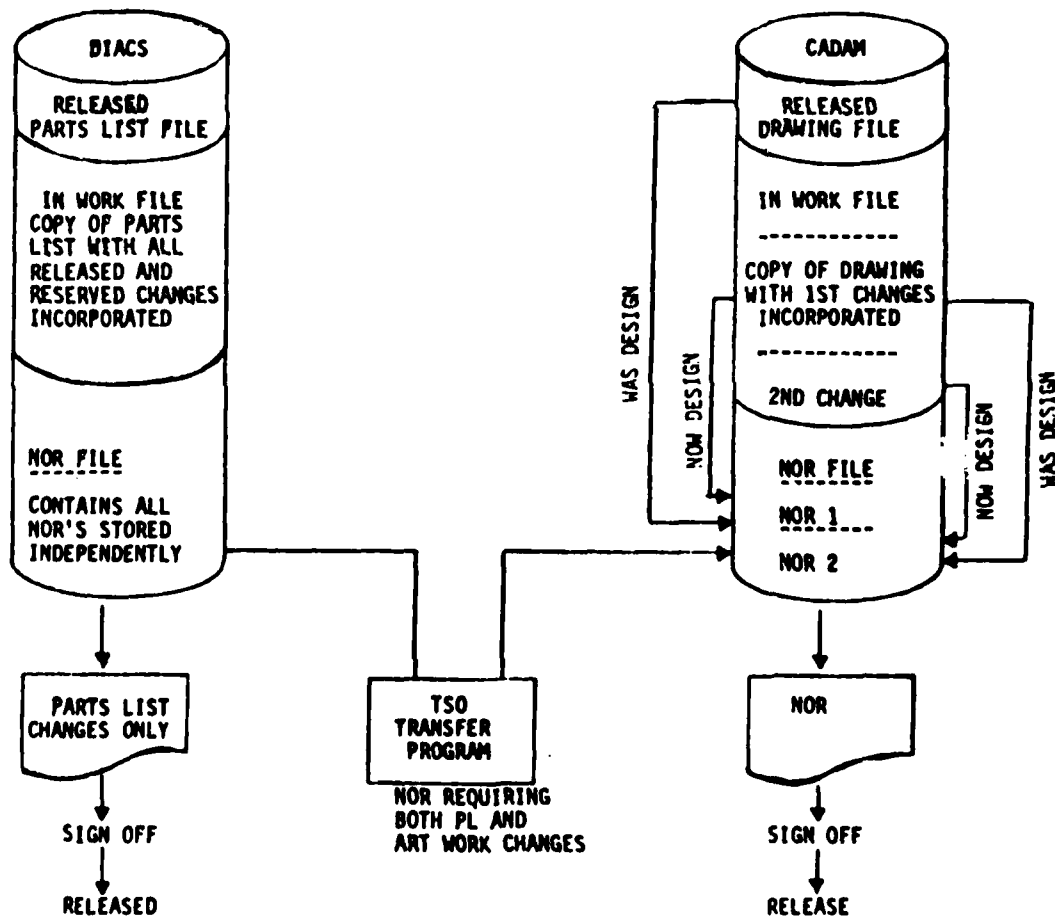 DIACS
RELEASED
PARTS LIST FILE
IN WORK FILE
COPY OF PARTS
LIST WITH ALL
RELEASED AND
RESERVED CHANGES
INCORPORATED
NOR FILE
CONTAINS ALL
NOR'S STORED
INDEPENDENTLY
PARTS LIST
CHANGES ONLY
SIGN OFF
RELEASED
TSO
TRANSFER
PROGRAM
NOR REQUIRING
BOTH PL AND
ART WORK CHANGES
WAS DESIGN
NOW DESIGN
CADAM
RELEASED
DRAWING FILE
IN WORK FILE
COPY OF DRAWING
WITH 1ST CHANGES
INCORPORATED
2ND CHANGE
NOR FILE
NOR 1
NOR 2
NOW DESIGN
WAS DESIGN
NOR
SIGN OFF
RELEASE